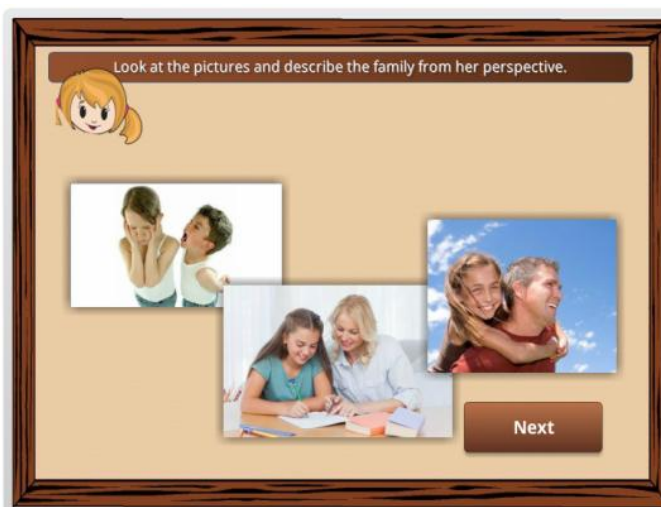 Look at the pictures and describe the family from her perspective.
Next